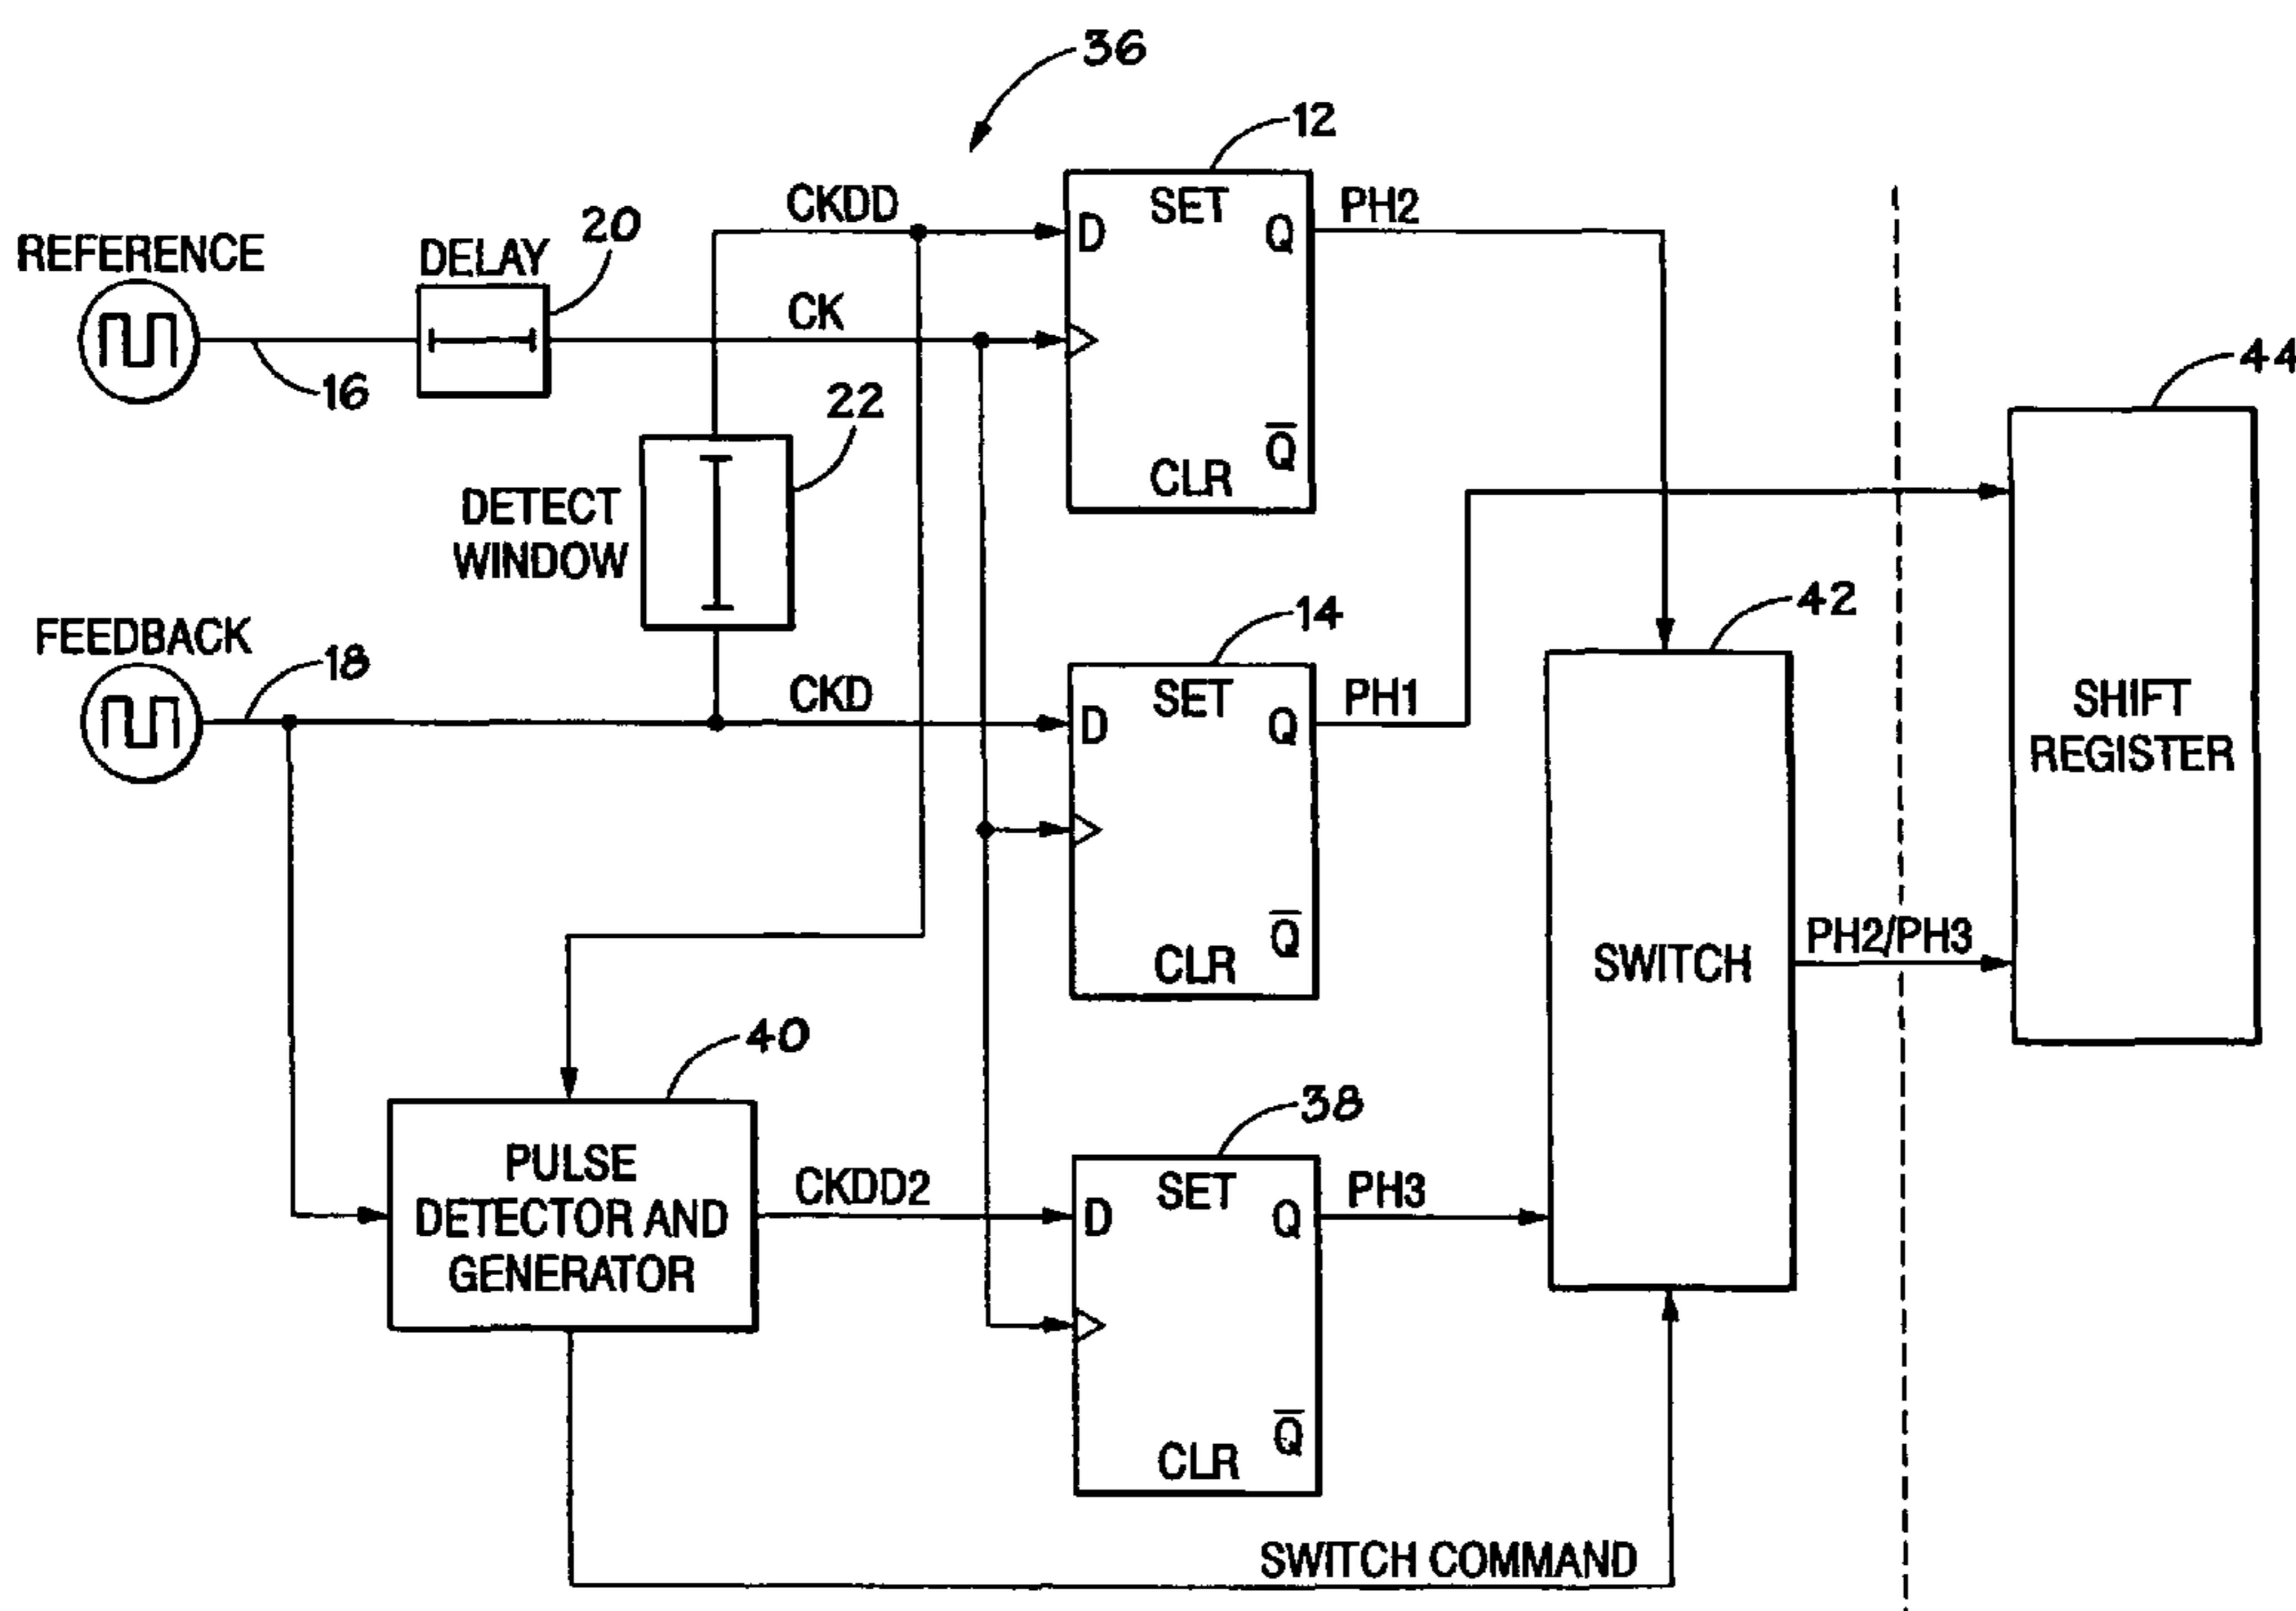 36
12
CKDD
SET
PH2
D
Q
REFERENCE
DELAY
20
CK
16
22
44
Q
CLR
DETECT
WINDOW
42
14
FEEDBACK
18
CKD
SET
PH1
D
Q
SHIFT
REGISTER
Q
CLR
SWITCH
PH2/PH3
40
38
PULSE
DETECTOR AND
GENERATOR
CKDD2
SET
PH3
D
Q
Q
CLR
SWITCH COMMAND